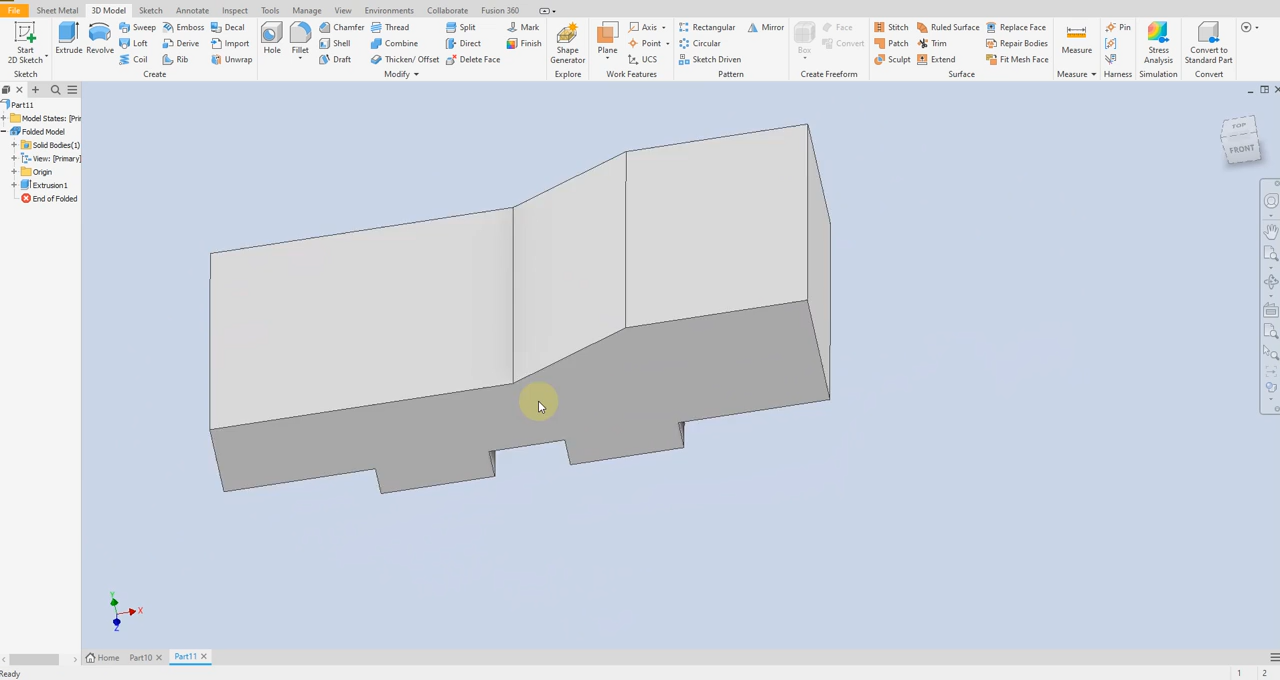 File Sheet Metal 3D Model Sketch Annotate Inspect Tools Manage View Environments Collaborate Fusion 360
Start 2D Sketch Extrude Revolve Sweep Emboss Decal Hole Fillet Chamfer Thread Split Mark Shape Generator Plane Axis Rectangular Mirror Box Face Stitch Ruled Surface Replace Face Measure Pin Stress Analysis Convert to Standard Part
Loft Derive Import Shell Combine Direct Finish Point Circular Convert Patch Trim Repair Bodies
Coil Rib Unwrap Draft Thicken/ Offset Delete Face UCS Sketch Driven Sculpt Extend Fit Mesh Face
Sketch Create Modify Explore Work Features Pattern Create Freeform Surface Measure Harness Simulation Convert
Part11
Model States: [Pri
Folded Model
Solid Bodies(1)
View: [Primary]
Origin
Extrusion1
End of Folded
TOP
FRONT
Y
X
Z
Home Part10 Part11
Ready 1 2